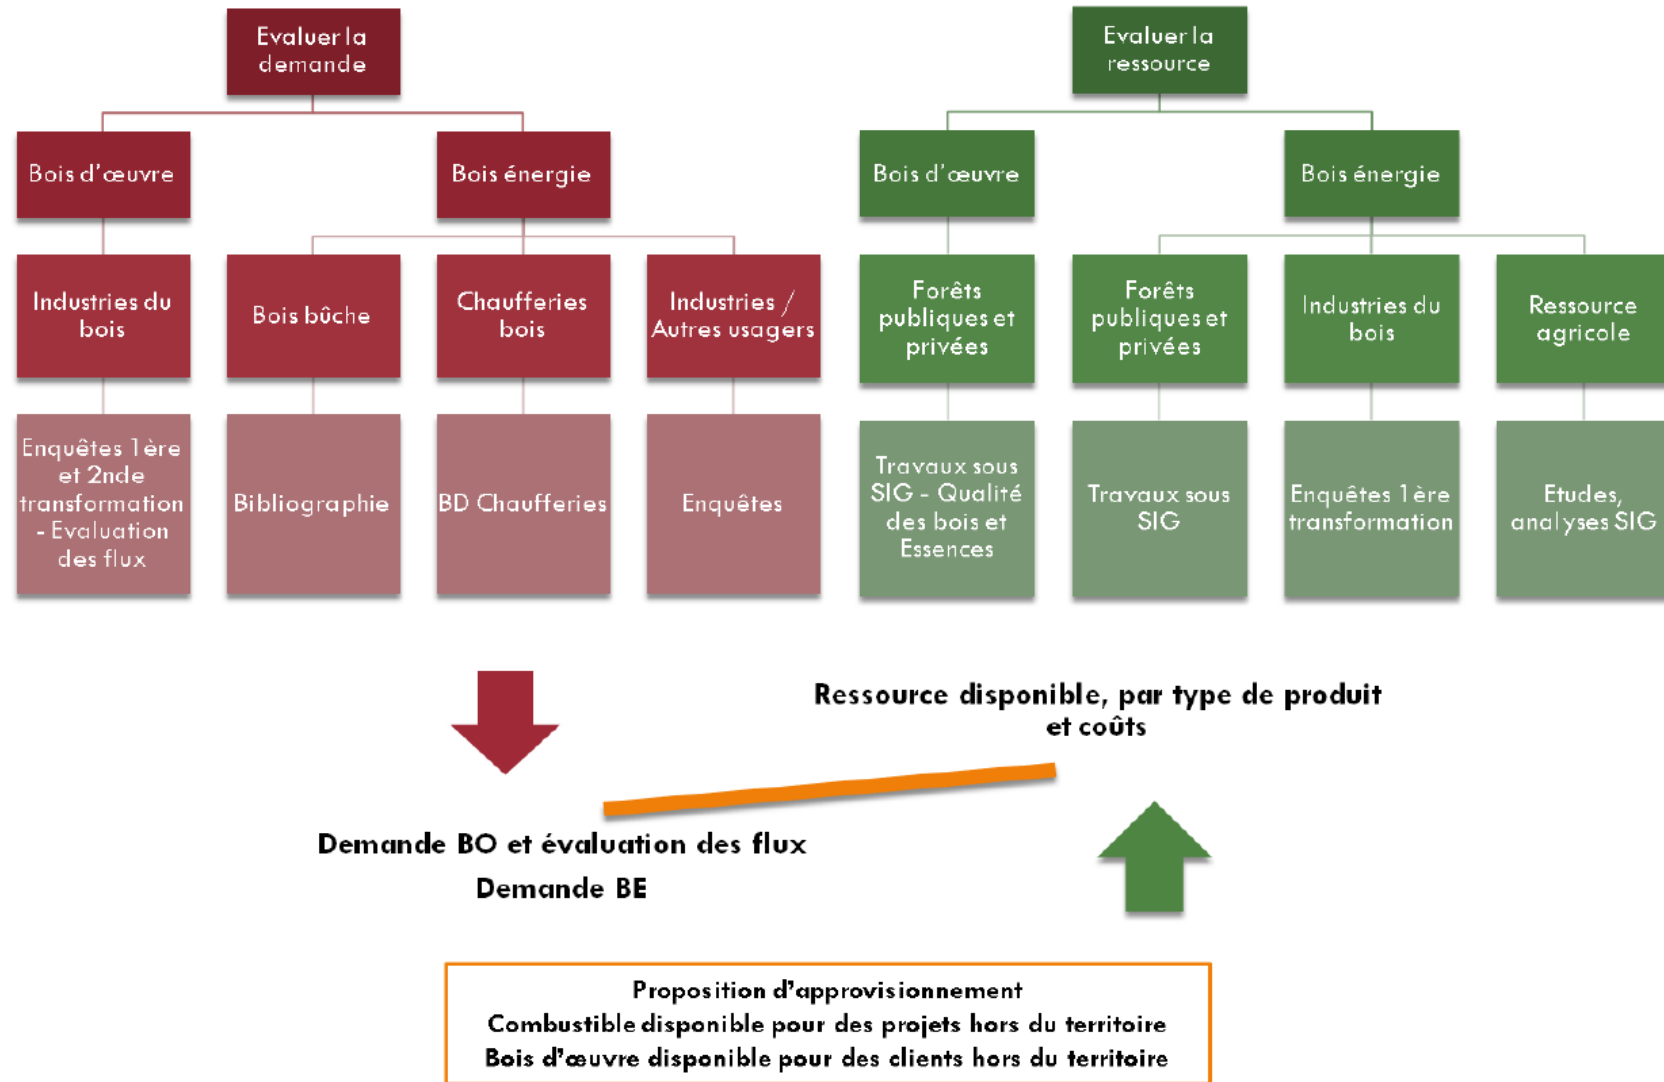 Evaluer la
demande
Bois d'œuvre
Bois énergie
Industries du
bois
Bois bûche
Chaufferies
bois
Industries /
Autres usagers
Enquêtes 1ère
et 2nde
transformation
- Evaluation
des flux
Bibliographie
BD Chaufferies
Enquêtes
Evaluer la
ressource
Bois d'œuvre
Bois énergie
Forêts
publiques et
privées
Forêts
publiques et
privées
Industries du
bois
Ressource
agricole
Travaux sous
SIG - Qualité
des bois et
Essences
Travaux sous
SIG
Enquêtes 1ère
transformation
Etudes,
analyses SIG
Ressource disponible, par type de produit
et coûts
Demande BO et évaluation des flux
Demande BE
Proposition d'approvisionnement
Combustible disponible pour des projets hors du territoire
Bois d'œuvre disponible pour des clients hors du territoire